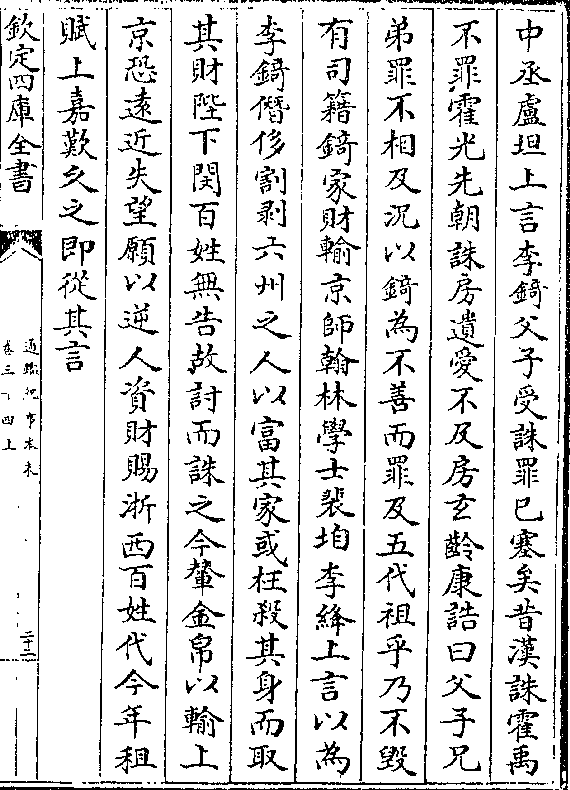 中丞盧坦上言李錡父子受誅罪已塞矣昔漢誅霍禹
不罪霍光先朝誅房遺愛不及房玄齡康誥曰父子兄
弟罪不相及況以錡為不善而罪及五代祖乎乃不毀
有司籍錡家財輸京師翰林學士裴垍李絳上言以為
李錡僭侈割剥六州之人以富其家或枉殺其身而取
其財陛下閔百姓無告故討而誅之今輦金帛以輸上
京恐遠近失望願以逆人資財賜浙西百姓代今年租
賦上嘉歎久之即從其言
欽定四庫全書
通鑑紀事本末
卷三十四上
二十二